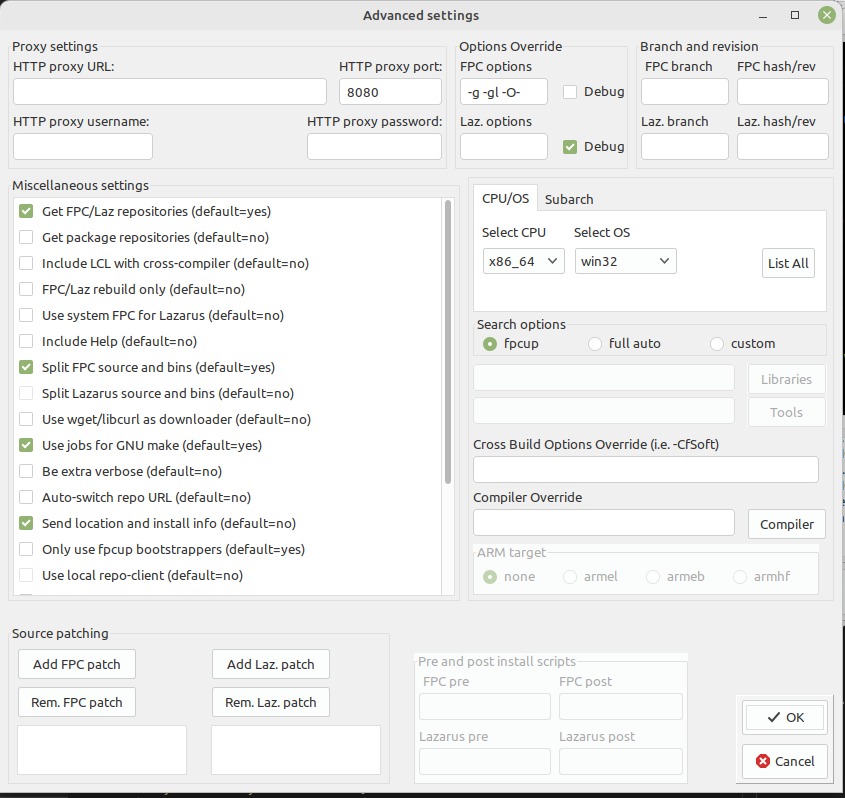 Advanced settings
Proxy settings
HTTP proxy URL:
HTTP proxy port:
8080
HTTP proxy username:
HTTP proxy password:
Options Override
FPC options
-g -gl -O-
Debug
Laz. options
Debug
Branch and revision
FPC branch
FPC hash/rev
Laz. branch
Laz. hash/rev
Miscellaneous settings
Get FPC/Laz repositories (default=yes)
Get package repositories (default=no)
Include LCL with cross-compiler (default=no)
FPC/Laz rebuild only (default=no)
Use system FPC for Lazarus (default=no)
Include Help (default=no)
Split FPC source and bins (default=yes)
Split Lazarus source and bins (default=no)
Use wget/libcurl as downloader (default=no)
Use jobs for GNU make (default=yes)
Be extra verbose (default=no)
Auto-switch repo URL (default=no)
Send location and install info (default=no)
Only use fpcup bootstrappers (default=yes)
Use local repo-client (default=no)
CPU/OS
Subarch
Select CPU
Select OS
x86_64
win32
List All
Search options
fpcup
full auto
custom
Libraries
Tools
Cross Build Options Override (i.e. -CfSoft)
Compiler Override
Compiler
ARM target
none
armel
armeb
armhf
Source patching
Add FPC patch
Add Laz. patch
Rem. FPC patch
Rem. Laz. patch
Pre and post install scripts
FPC pre
FPC post
Lazarus pre
Lazarus post
OK
Cancel